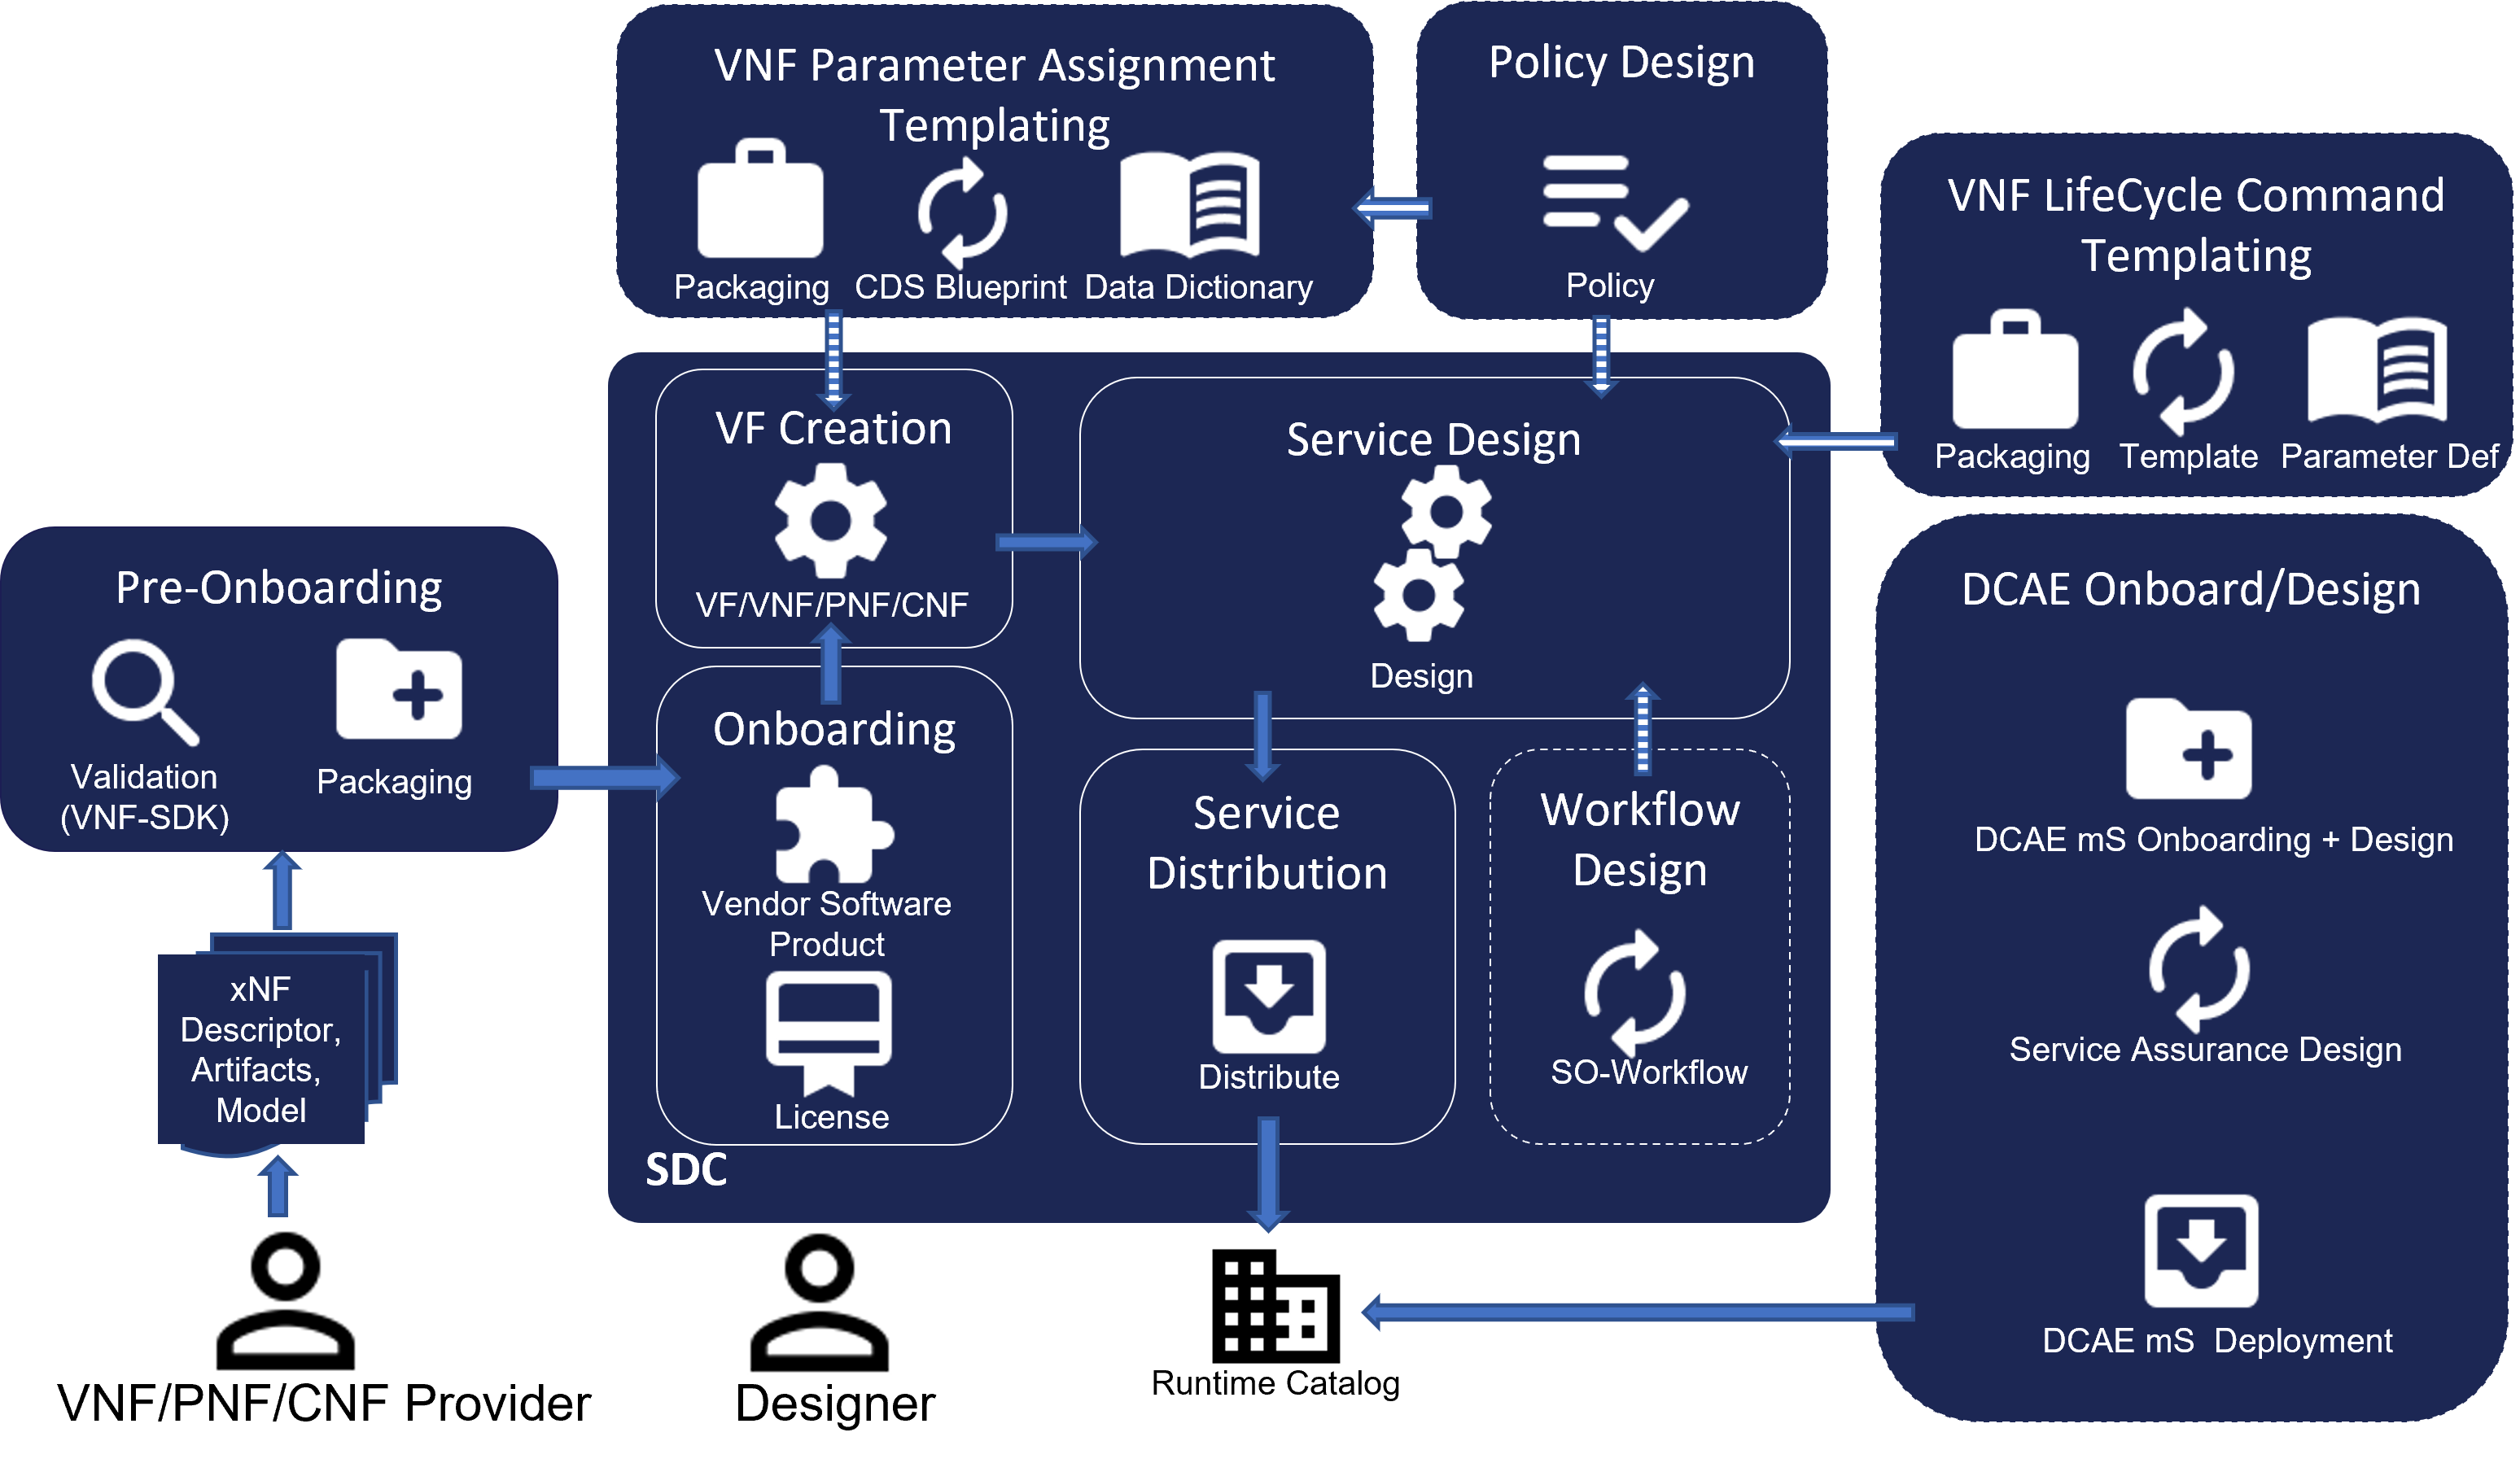 VNF Parameter Assignment
Templating
Packaging
CDS Blueprint
Data Dictionary
Policy Design
Policy
VNF LifeCycle Command
Templating
Packaging
Template
Parameter Def
VF Creation
VF/VNF/PNF/CNF
Service Design
Design
Pre-Onboarding
Validation
(VNF-SDK)
Packaging
Onboarding
Vendor Software
Product
License
Service
Distribution
Distribute
Workflow
Design
SO-Workflow
SDC
DCAE Onboard/Design
DCAE mS Onboarding + Design
Service Assurance Design
DCAE mS  Deployment
xNF
Descriptor,
Artifacts,
Model
VNF/PNF/CNF Provider
Designer
Runtime Catalog